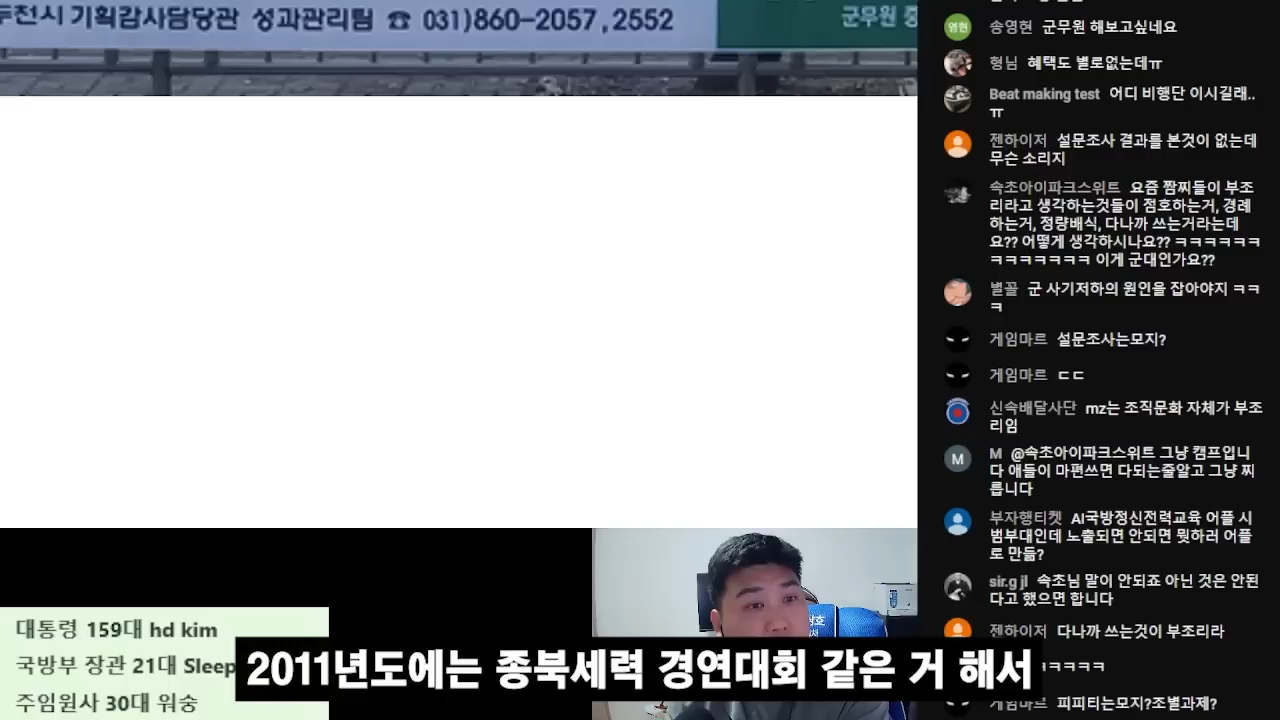 두천시 기획감사담당관 성과관리팀 ☎ 031)860-2057,2552
군무원 중
대통령 159대 hd kim
국방부 장관 21대 Sleep
주임원사 30대 워숭
2011년도에는 종북세력 경연대회 같은 거 해서
송영현 군무원 해보고싶네요
형님 혜택도 별로없는데ㅠ
Beat making test 어디 비행단 이시길래..
ㅠ
젠하이저 설문조사 결과를 본것이 없는데
무슨 소리지
속초아이파크스위트 요즘 짬찌들이 부조
리라고 생각하는것들이 점호하는거, 경례
하는거, 정량배식, 다나까 쓰는거라는데
요?? 어떻게 생각하시나요?? ㅋㅋㅋㅋㅋㅋ
ㅋㅋㅋㅋㅋㅋㅋ 이게 군대인가요??
별꼴 군 사기저하의 원인을 잡아야지 ㅋㅋ
ㅋ
게임마르 설문조사는모지?
게임마르 ㄷㄷ
신속배달사단 mz는 조직문화 자체가 부조
리임
M @속초아이파크스위트 그냥 캠프입니
다 애들이 마편쓰면 다되는줄알고 그냥 찌
릅니다
부자행티켓 AI국방정신전력교육 어플 시
범부대인데 노출되면 안되면 뭣하러 어플
로 만듦?
sir.g jl 속초님 말이 안되죠 아닌 것은 안된
다고 했으면 합니다
젠하이저 다나까 쓰는것이 부조리라
ㅋㅋㅋㅋ
게임마르 피피티는모지?조별과제?